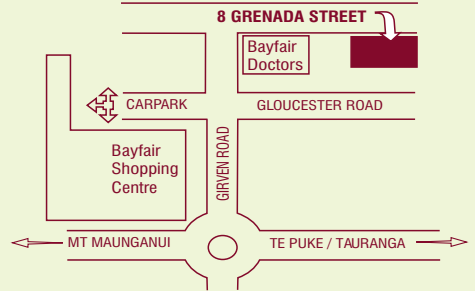 8 GRENADA STREET
Bayfair
Doctors
CARPARK
GLOUCESTER ROAD
Bayfair
Shopping
Centre
GIRVEN ROAD
MT MAUNGANUI
TE PUKE / TAURANGA